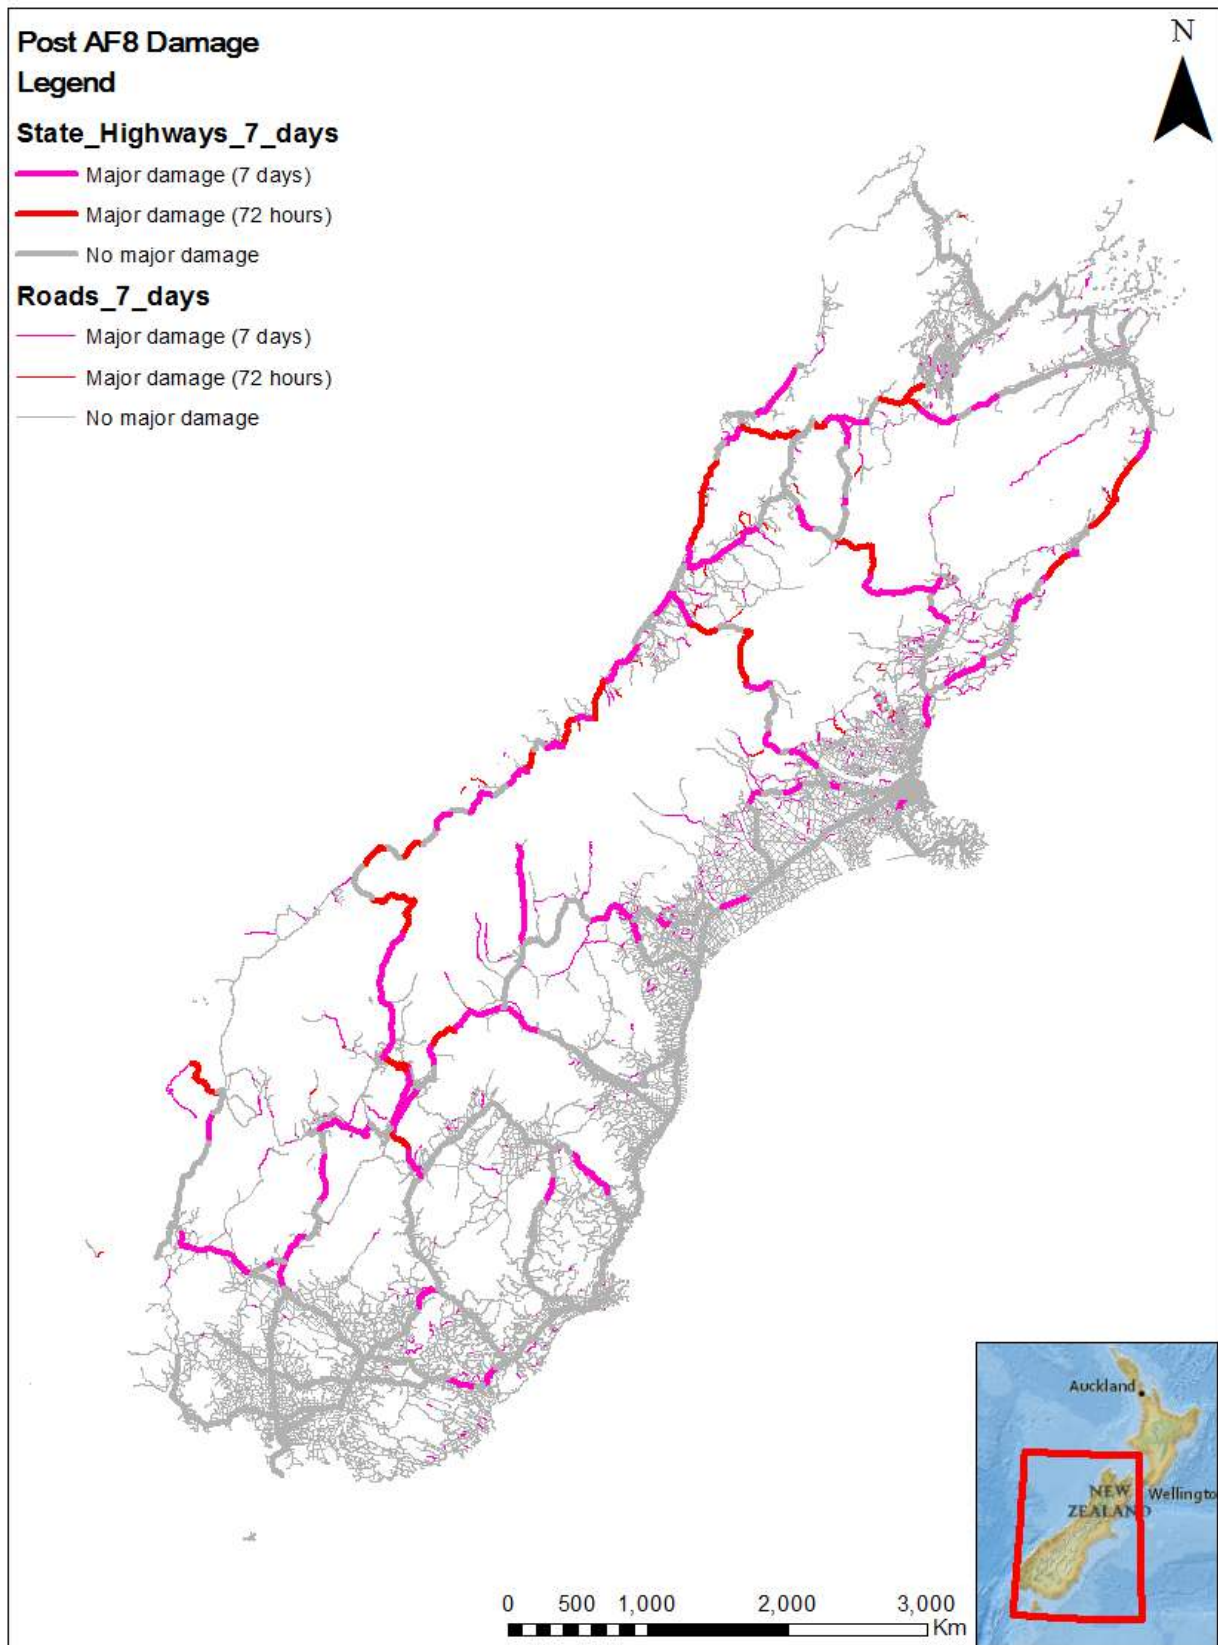 Post AF8 Damage
Legend
State_Highways_7_days
Major damage (7 days)
Major damage (72 hours)
No major damage
Roads_7_days
Major damage (7 days)
Major damage (72 hours)
No major damage
N
Auckland
NEW
ZEALAND
Wellingto
0 500 1,000 2,000 3,000
Km